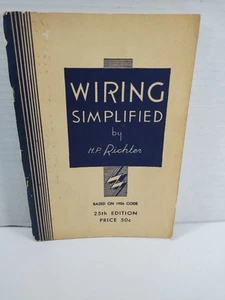 WIRING
SIMPLIFIED
by
H.P. Richter
BASED ON 1956 CODE
25th EDITION
PRICE 50¢